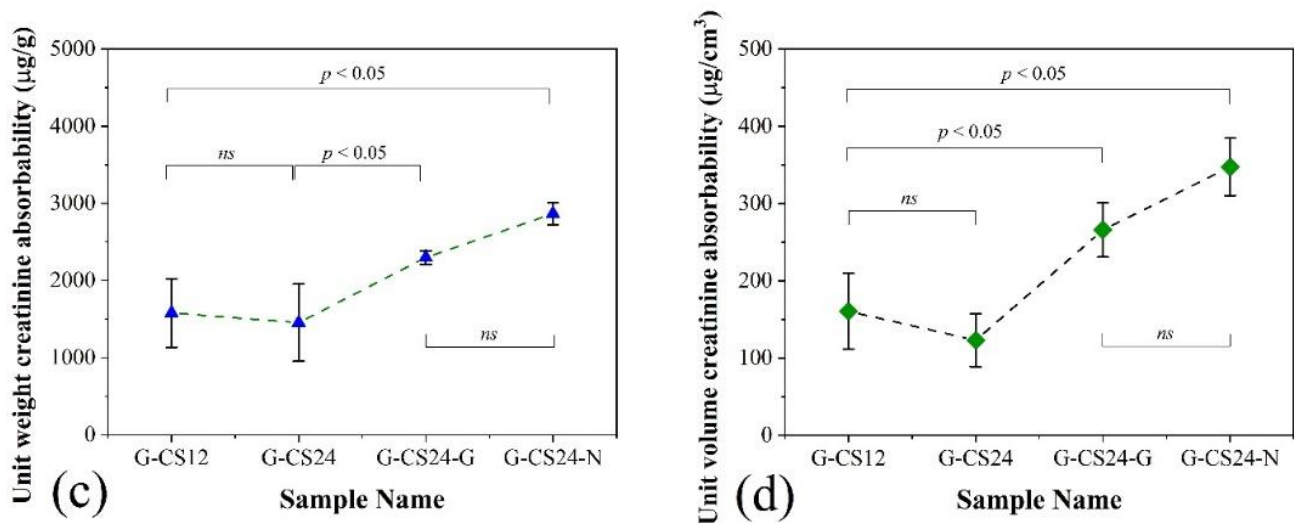 Unit weight creatinine absorbability (μg/g)
5000
4000
3000
2000
1000
0
p < 0.05
ns
p < 0.05
ns
G-CS12
G-CS24
G-CS24-G
G-CS24-N
Sample Name
(c)
Unit volume creatinine absorbability (μg/cm³)
500
400
300
200
100
0
p < 0.05
p < 0.05
ns
ns
G-CS12
G-CS24
G-CS24-G
G-CS24-N
Sample Name
(d)